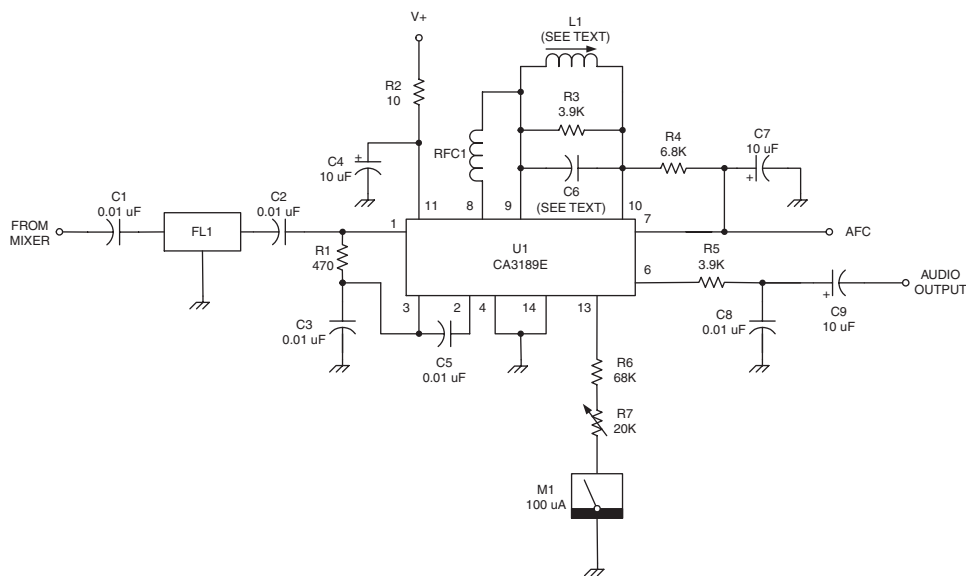 L1
(SEE TEXT)
V+
R2
10
R3
3.9K
RFC1
C4
+
10 uF
R4
6.8K
C7
10 uF
+
C6
(SEE TEXT)
C1
0.01 uF
C2
0.01 uF
11
8
9
10
7
FROM
MIXER
FL1
1
R1
470
U1
CA3189E
AFC
6
R5
3.9K
AUDIO
OUTPUT
3
2
4
14
13
C3
0.01 uF
C5
0.01 uF
C8
0.01 uF
+
C9
10 uF
R6
68K
R7
20K
M1
100 uA